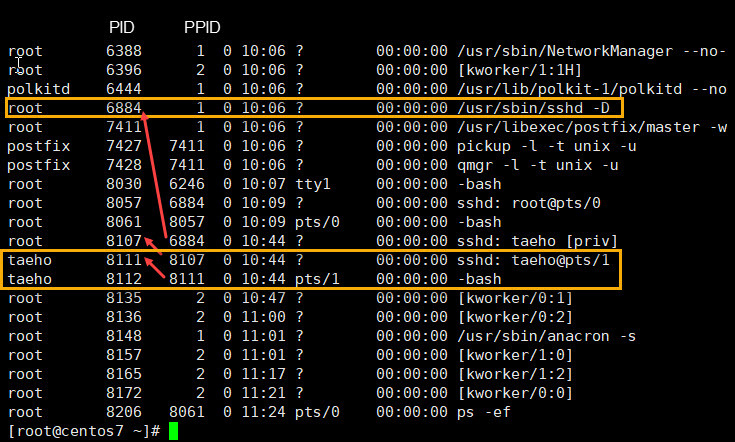 PID PPID
root 6388 1 0 10:06 ? 00:00:00 /usr/sbin/NetworkManager --no-
root 6396 2 0 10:06 ? 00:00:00 [kworker/1:1H]
polkitd 6444 1 0 10:06 ? 00:00:00 /usr/lib/polkit-1/polkitd --no
root 6884 1 0 10:06 ? 00:00:00 /usr/sbin/sshd -D
root 7411 1 0 10:06 ? 00:00:00 /usr/libexec/postfix/master -w
postfix 7427 7411 0 10:06 ? 00:00:00 pickup -l -t unix -u
postfix 7428 7411 0 10:06 ? 00:00:00 qmgr -l -t unix -u
root 8030 6246 0 10:07 tty1 00:00:00 -bash
root 8057 6884 0 10:09 ? 00:00:00 sshd: root@pts/0
root 8061 8057 0 10:09 pts/0 00:00:00 -bash
root 8107 6884 0 10:44 ? 00:00:00 sshd: taeho [priv]
taeho 8111 8107 0 10:44 ? 00:00:00 sshd: taeho@pts/1
taeho 8112 8111 0 10:44 pts/1 00:00:00 -bash
root 8135 2 0 10:47 ? 00:00:00 [kworker/0:1]
root 8136 2 0 11:00 ? 00:00:00 [kworker/0:2]
root 8148 1 0 11:01 ? 00:00:00 /usr/sbin/anacron -s
root 8157 2 0 11:01 ? 00:00:00 [kworker/1:0]
root 8165 2 0 11:17 ? 00:00:00 [kworker/1:2]
root 8172 2 0 11:21 ? 00:00:00 [kworker/0:0]
root 8206 8061 0 11:24 pts/0 00:00:00 ps -ef
[root@centos7 ~]#